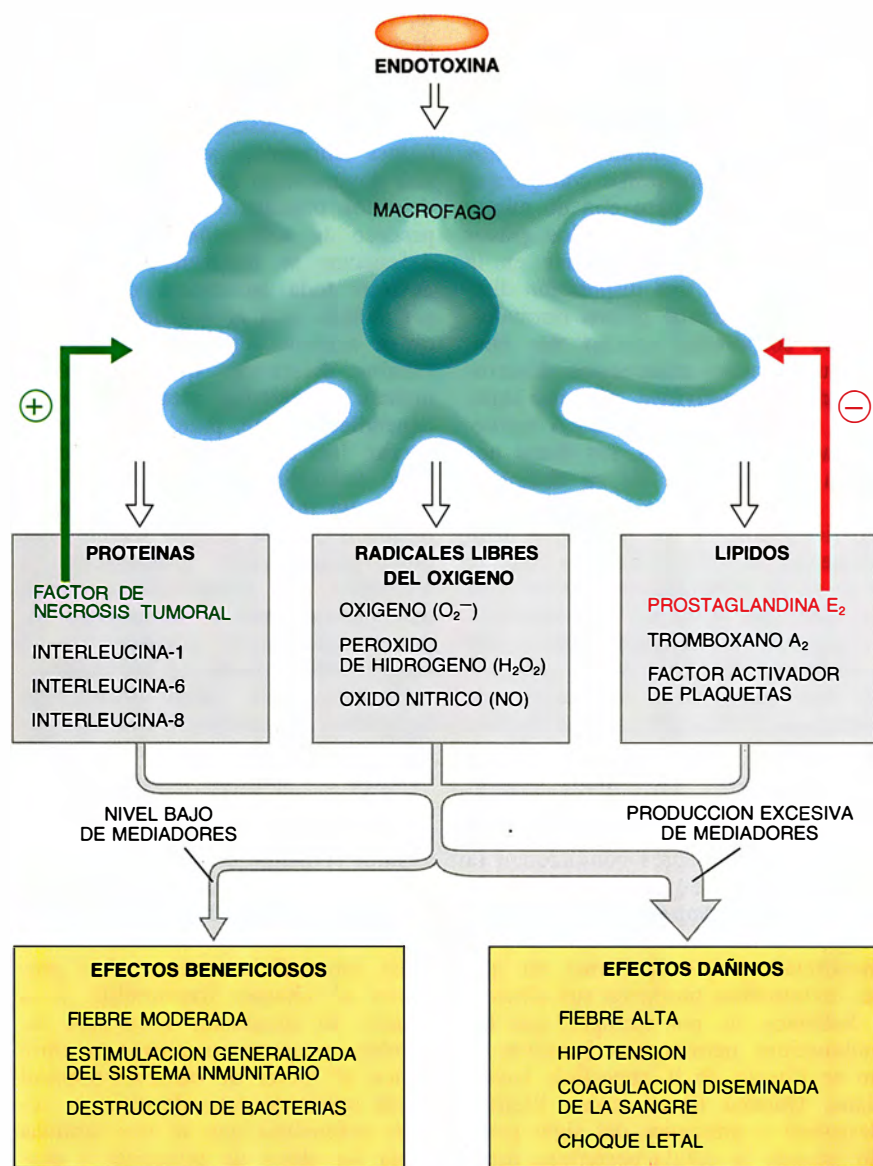 ENDOTOXINA
MACROFAGO
+
−
PROTEINAS
FACTOR DE
NECROSIS TUMORAL
INTERLEUCINA-1
INTERLEUCINA-6
INTERLEUCINA-8
RADICALES LIBRES
DEL OXIGENO
OXIGENO (O₂⁻)
PEROXIDO
DE HIDROGENO (H₂O₂)
OXIDO NITRICO (NO)
LIPIDOS
PROSTAGLANDINA E₂
TROMBOXANO A₂
FACTOR ACTIVADOR
DE PLAQUETAS
NIVEL BAJO
DE MEDIADORES
PRODUCCION EXCESIVA
DE MEDIADORES
EFECTOS BENEFICIOSOS
FIEBRE MODERADA
ESTIMULACION GENERALIZADA
DEL SISTEMA INMUNITARIO
DESTRUCCION DE BACTERIAS
EFECTOS DAÑINOS
FIEBRE ALTA
HIPOTENSION
COAGULACION DISEMINADA
DE LA SANGRE
CHOQUE LETAL